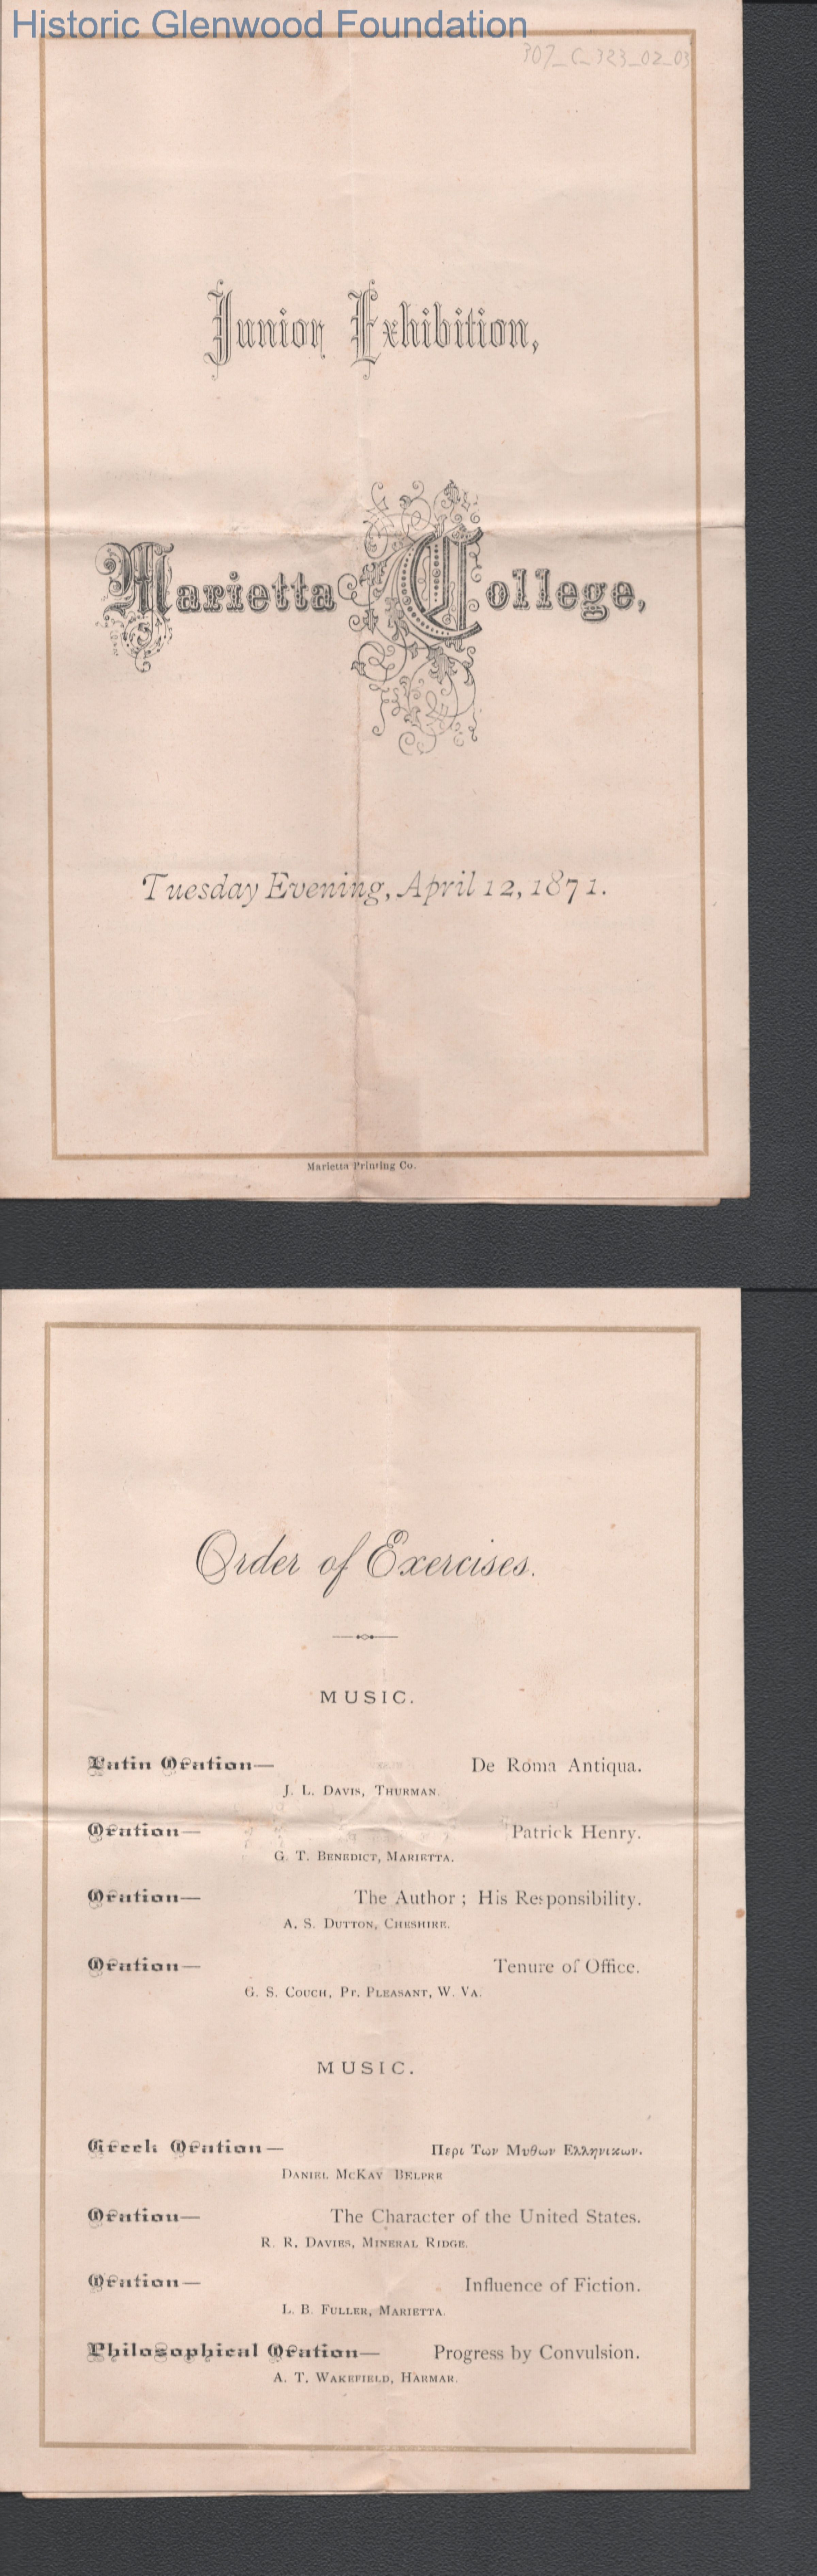 Historic Glenwood Foundation
307_C_323_02_03
Junior Exhibition,
Marietta College,
Tuesday Evening, April 12, 1871.
Marietta Printing Co.
Order of Exercises.
MUSIC.
Latin Oration— De Roma Antiqua.
J. L. DAVIS, THURMAN.
Oration— Patrick Henry.
G. T. BENEDICT, MARIETTA.
Oration— The Author ; His Responsibility.
A. S. DUTTON, CHESHIRE.
Oration— Tenure of Office.
G. S. COUCH, PT. PLEASANT, W. VA.
MUSIC.
Greek Oration— Περι Των Μυθων Ελληνικων.
DANIEL MCKAY BELPRE
Oration— The Character of the United States.
R. R. DAVIES, MINERAL RIDGE.
Oration— Influence of Fiction.
L. B. FULLER, MARIETTA.
Philosophical Oration— Progress by Convulsion.
A. T. WAKEFIELD, HARMAR.